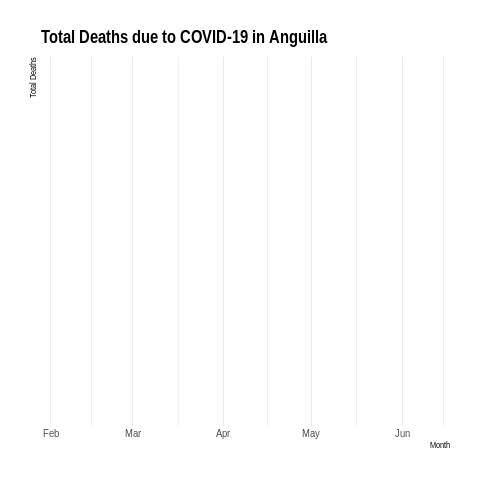 Total Deaths due to COVID-19 in Anguilla
Total Deaths
Feb Mar Apr May Jun
Month